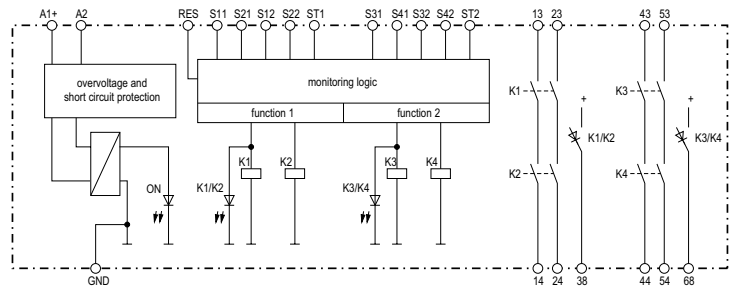 A1+ A2 RES S11 S21 S12 S22 ST1 S31 S41 S32 S42 ST2 13 23 43 53
overvoltage and
short circuit protection
monitoring logic
function 1 function 2
K1 K3
+ +
K1/K2 K3/K4
K1 K2 K3 K4
ON K1/K2 K3/K4
K2 K4
GND 14 24 38 44 54 68